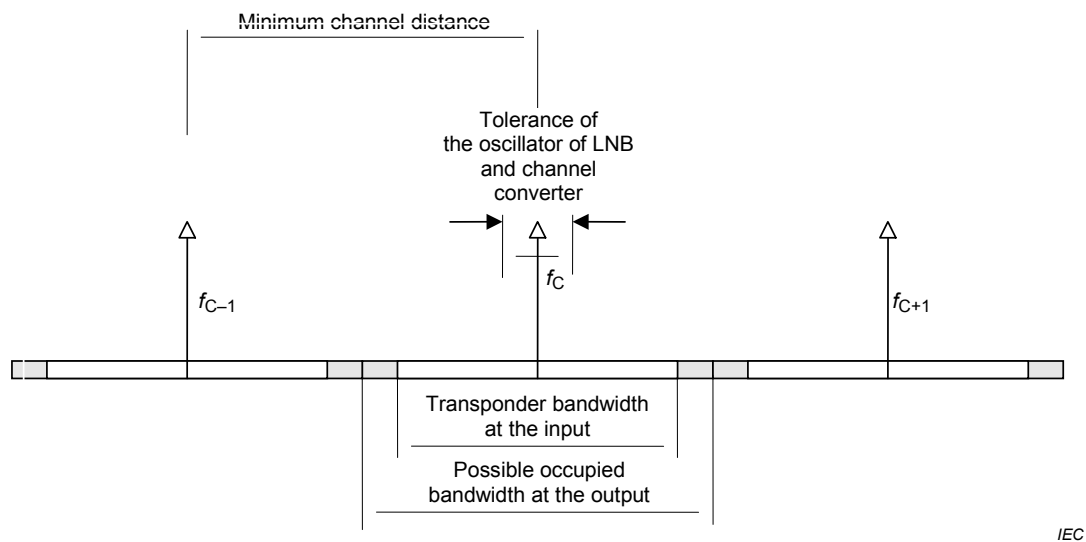 Minimum channel distance
Tolerance of
the oscillator of LNB
and channel
converter
fC–1
fC
fC+1
Transponder bandwidth
at the input
Possible occupied
bandwidth at the output
IEC